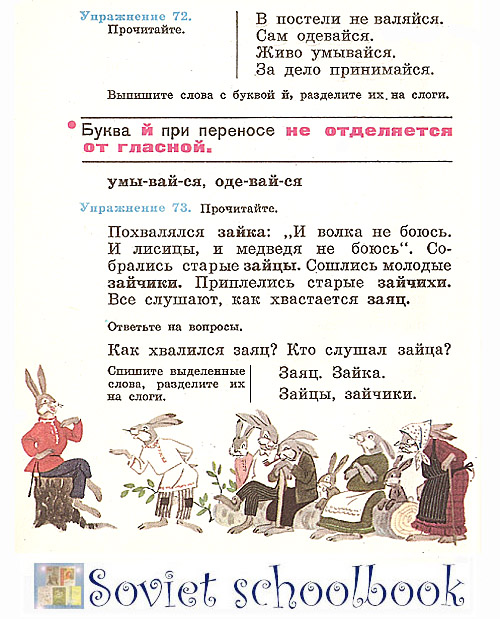 Упражнение 72.
Прочитайте.
В постели не валяйся.
Сам одевайся.
Живо умывайся.
За дело принимайся.
Выпишите слова с буквой й, разделите их на слоги.
Буква й при переносе не отделяется
от гласной.
умы-вай-ся, оде-вай-ся
Упражнение 73. Прочитайте.
Похвалялся зайка: „И волка не боюсь.
И лисицы, и медведя не боюсь“. Со-
брались старые зайцы. Сошлись молодые
зайчики. Приплелись старые зайчихи.
Все слушают, как хвастается заяц.
Ответьте на вопросы.
Как хвалился заяц? Кто слушал зайца?
Спишите выделенные
слова, разделите их
на слоги.
Заяц. Зайка.
Зайцы, зайчики.
Soviet schoolbook